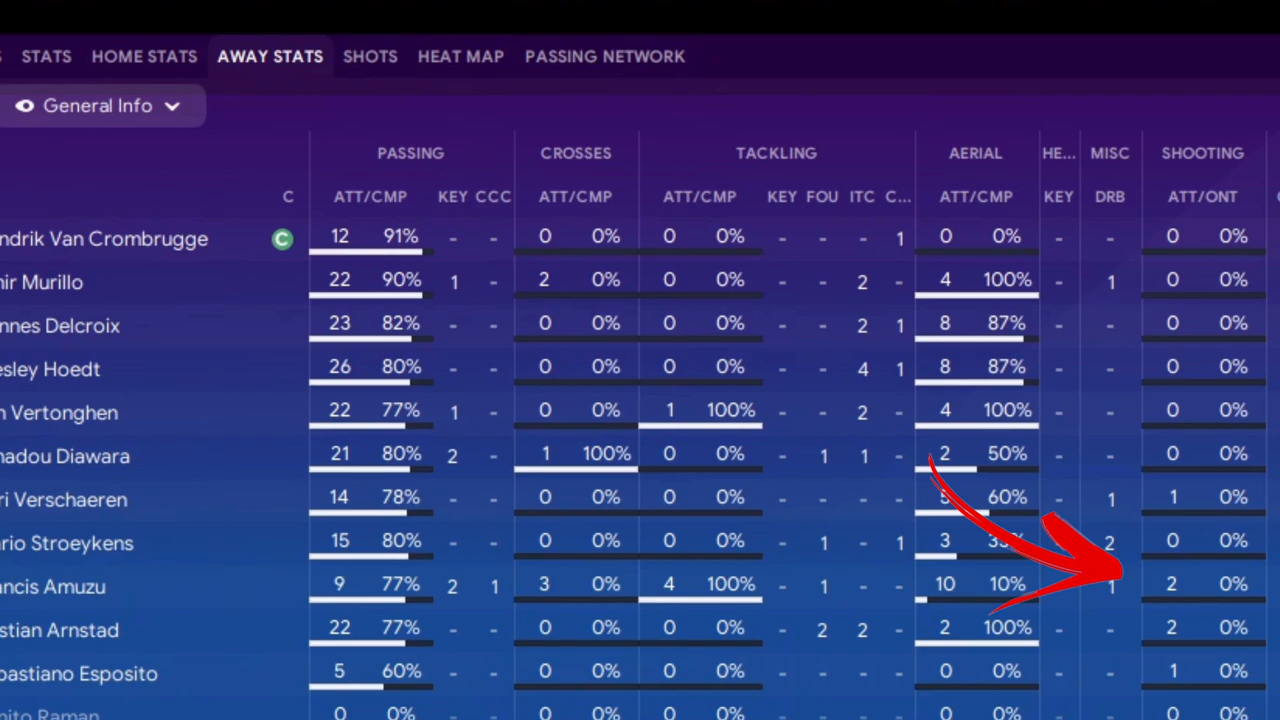 S STATS HOME STATS AWAY STATS SHOTS HEAT MAP PASSING NETWORK
General Info
PASSING CROSSES TACKLING AERIAL HE... MISC SHOOTING
C ATT/CMP KEY CCC ATT/CMP ATT/CMP KEY FOU ITC C... ATT/CMP KEY DRB ATT/ONT
ndrik Van Crombrugge C 12 91% - - 0 0% 0 0% - - - 1 0 0% - - 0 0%
ir Murillo 22 90% 1 - 2 0% 0 0% - - 2 - 4 100% - 1 0 0%
nnes Delcroix 23 82% - - 0 0% 0 0% - - 2 1 8 87% - - 0 0%
esley Hoedt 26 80% - - 0 0% 0 0% - - 4 1 8 87% - - 0 0%
n Vertonghen 22 77% 1 - 0 0% 1 100% - - 2 - 4 100% - - 0 0%
nadou Diawara 21 80% 2 - 1 100% 0 0% - 1 1 - 2 50% - - 0 0%
ri Verschaeren 14 78% - - 0 0% 0 0% - - - - 5 60% - 1 1 0%
ario Stroeykens 15 80% - - 0 0% 0 0% - 1 - 1 3 - 2 0 0%
ancis Amuzu 9 77% 2 1 3 0% 4 100% - 1 - - 10 10% - 1 2 0%
stian Arnstad 22 77% - - 0 0% 0 0% - 2 2 - 2 100% - - 2 0%
ebastiano Esposito 5 60% - - 0 0% 0 0% - - - - 0 0% - - 1 0%
nito Raman 0 0% 0 0% 0 0% 0 0% 0 0%